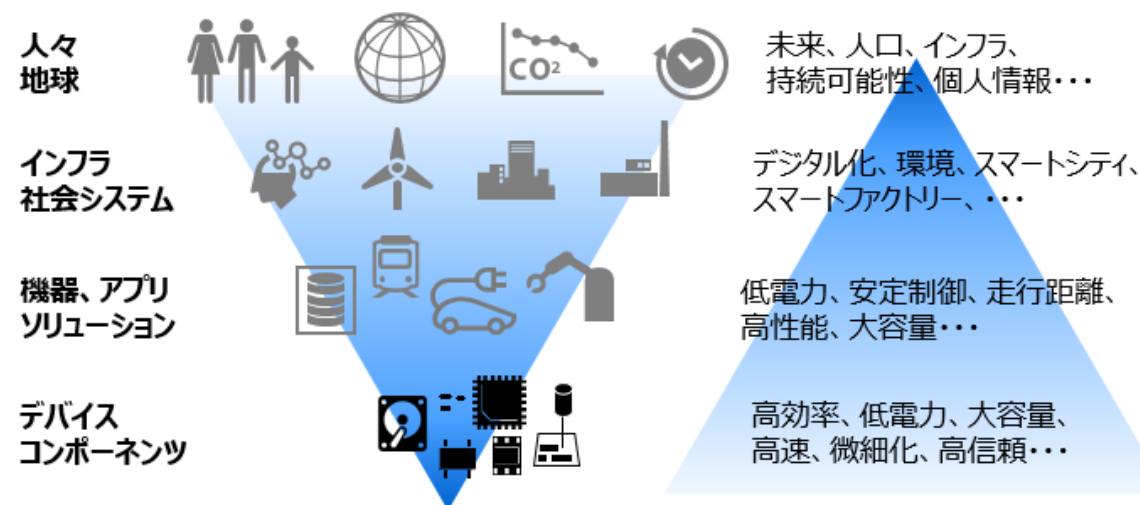 人々
地球
CO²
未来、人口、インフラ、
持続可能性、個人情報・・・
インフラ
社会システム
デジタル化、環境、スマートシティ、
スマートファクトリー、・・・
機器、アプリ
ソリューション
低電力、安定制御、走行距離、
高性能、大容量・・・
デバイス
コンポーネンツ
高効率、低電力、大容量、
高速、微細化、高信頼・・・